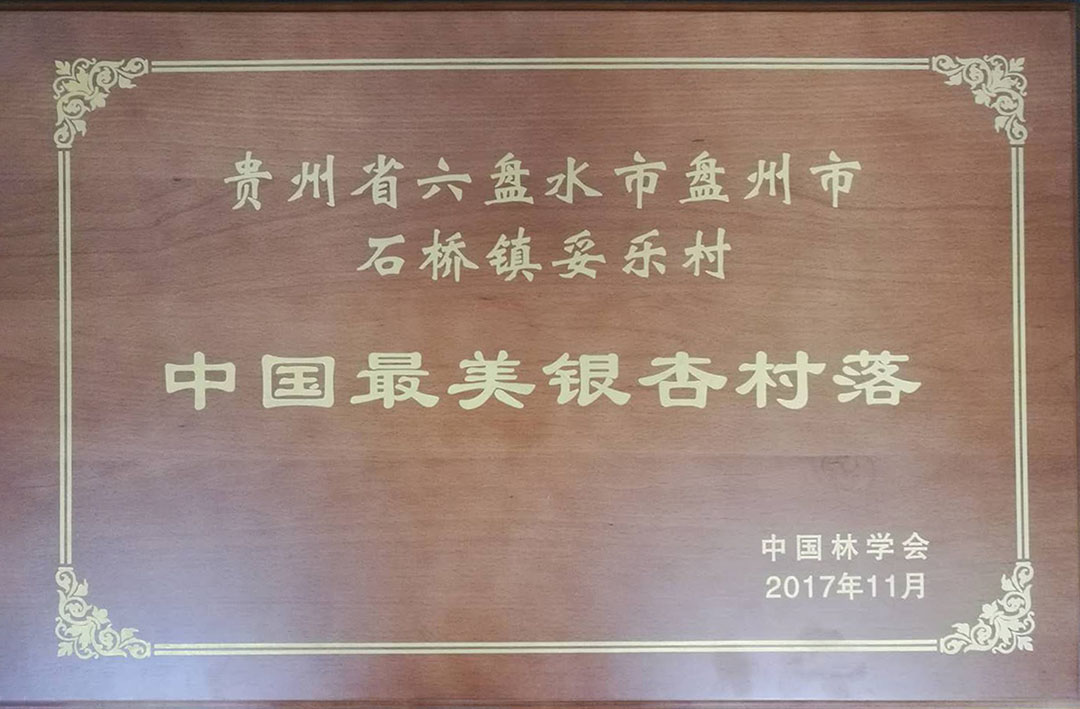 贵州省六盘水市盘州市
石桥镇妥乐村
中国最美银杏村落
中国林学会
2017年11月